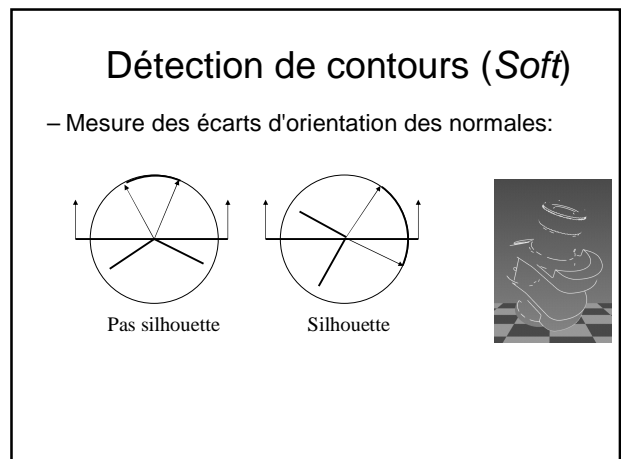 Détection de contours (Soft)
– Mesure des écarts d'orientation des normales:
Pas silhouette
Silhouette